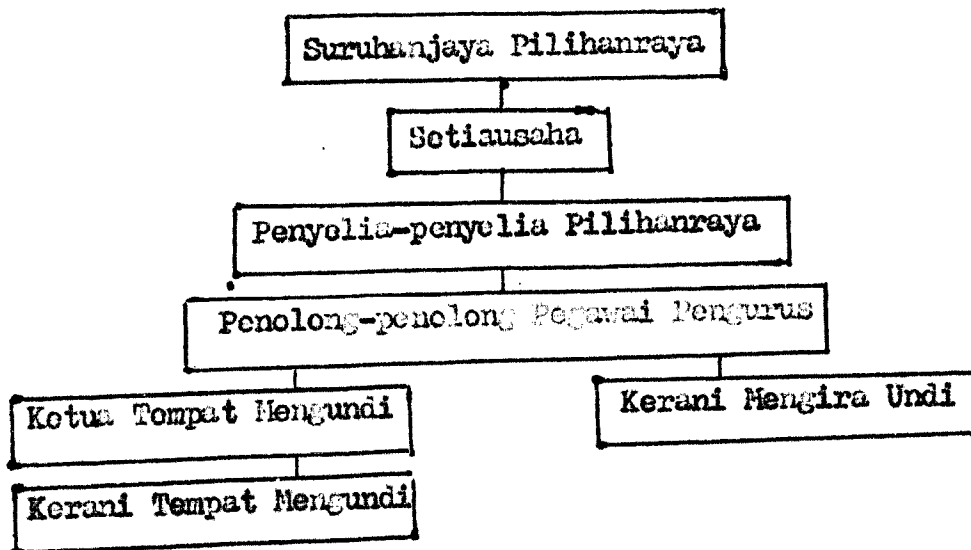 Suruhanjaya Pilihanraya
Setiausaha
Penyelia-penyelia Pilihanraya
Penolong-penolong Pegawai Pengurus
Ketua Tempat Mengundi
Kerani Mengira Undi
Kerani Tempat Mengundi